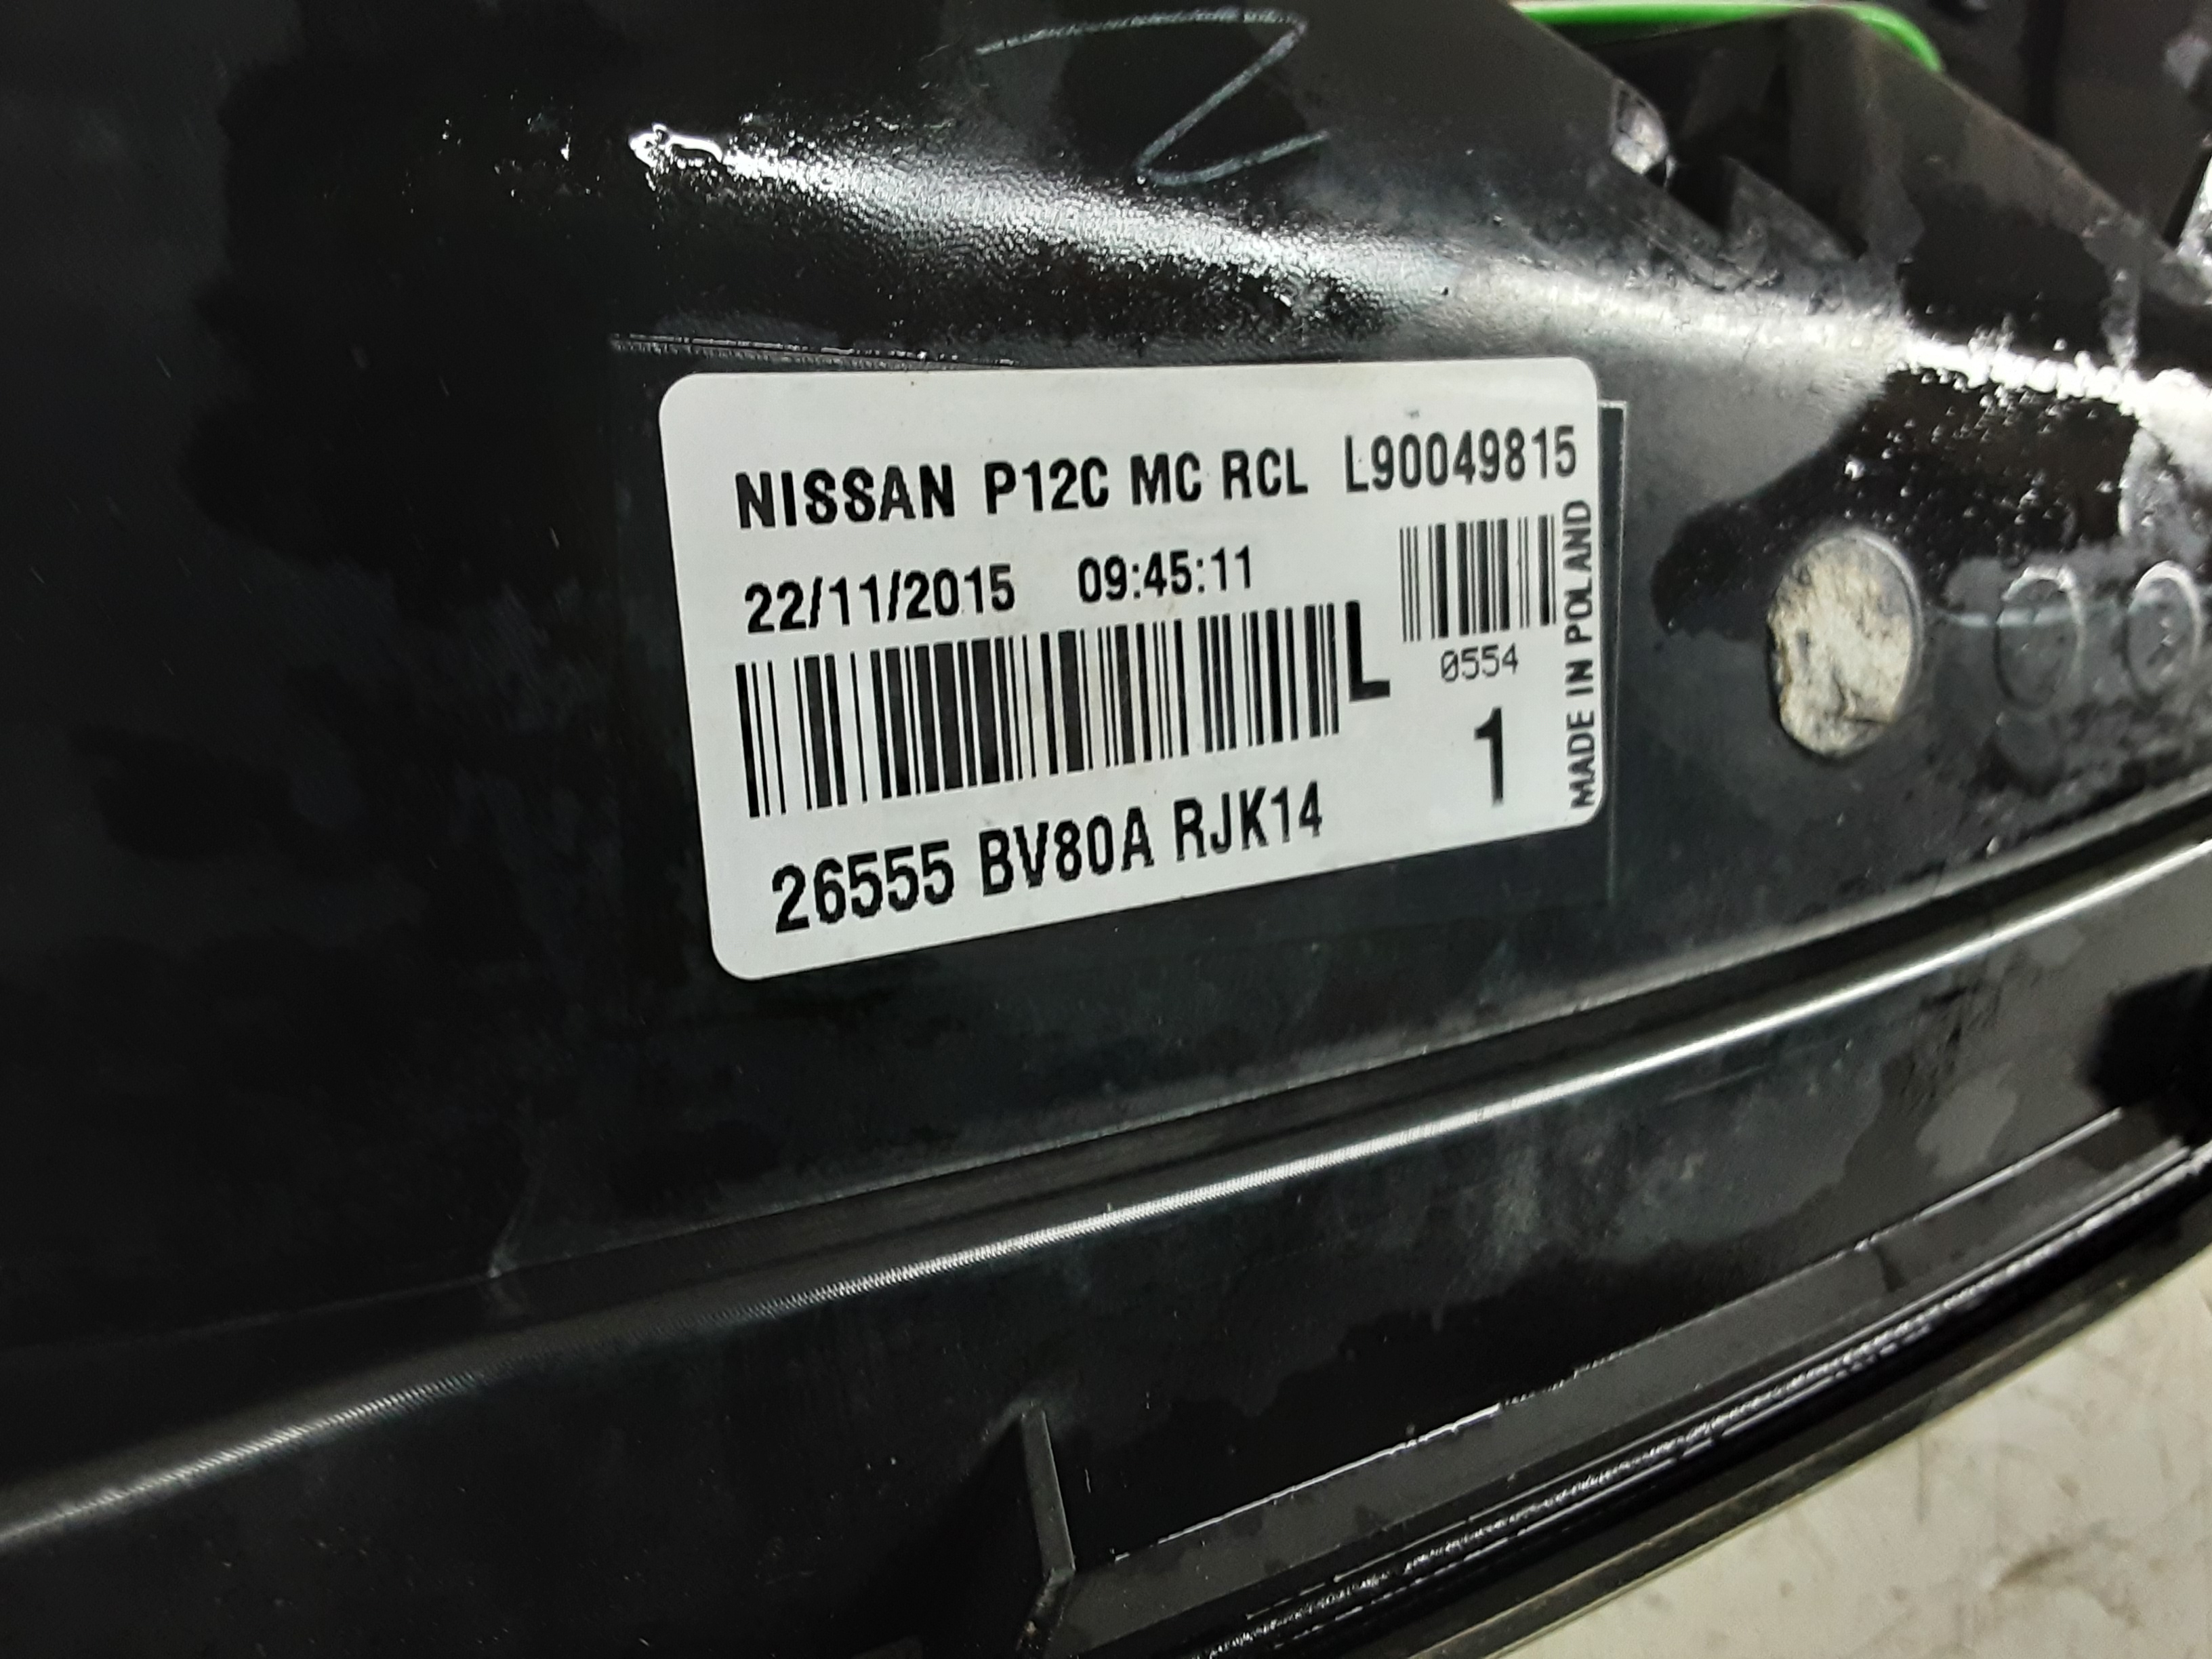 2
NISSAN P12C MC RCL L90049815
22/11/2015 09:45:11
L
0554
1
MADE IN POLAND
26555 BV80A RJK14